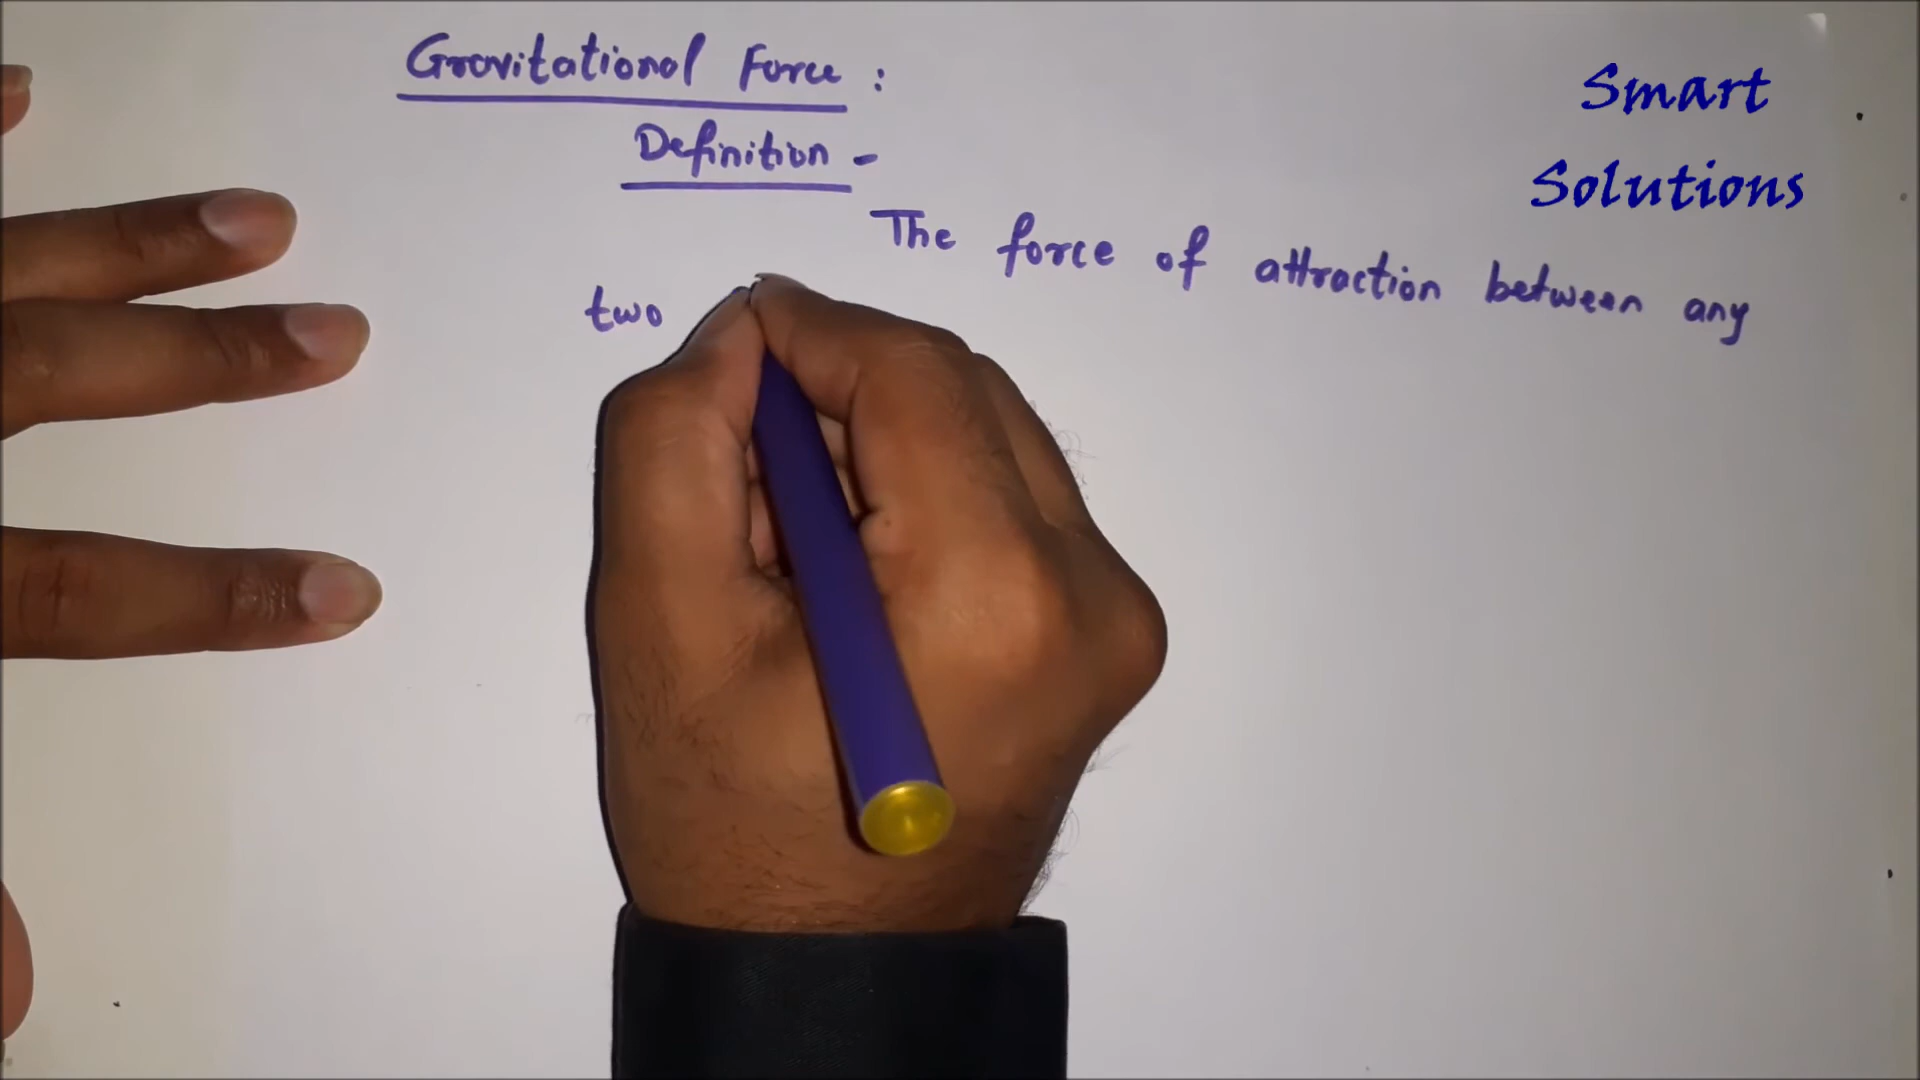 Gravitational Force :
Definition -
The force of attraction between any
two
Smart
Solutions